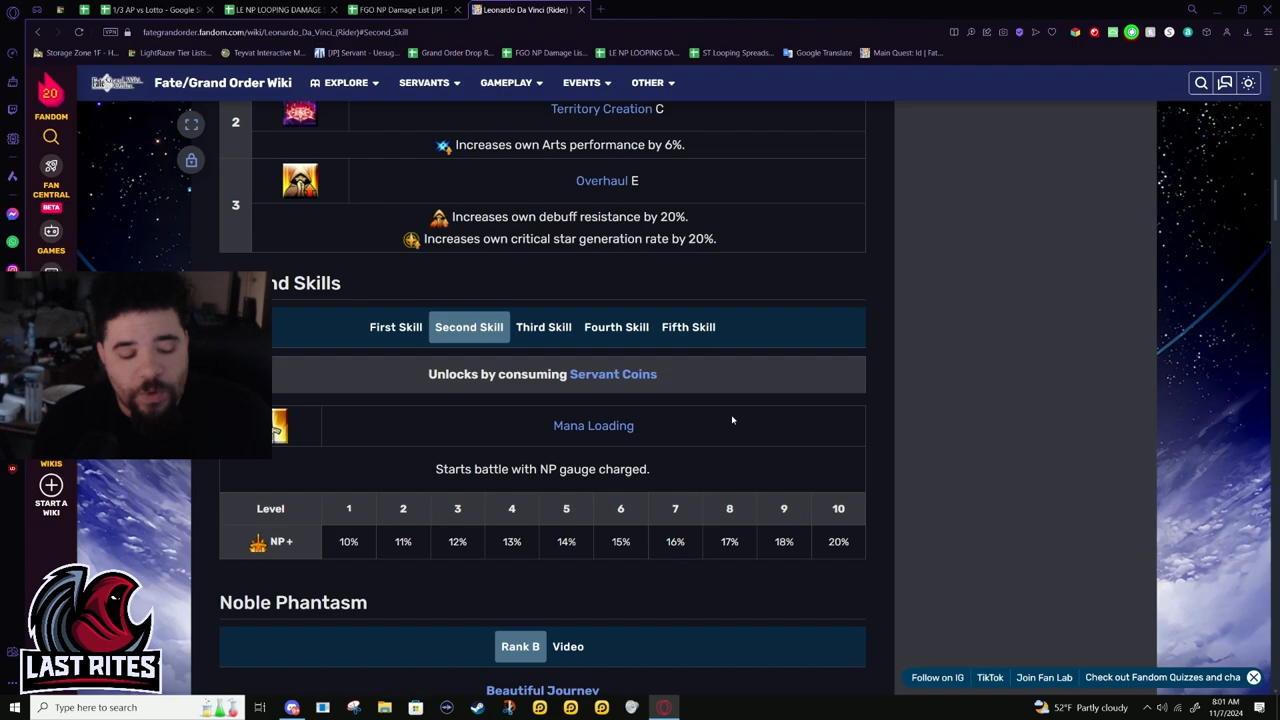 1/3 AP vs Lotto - Google S
LE NP LOOPING DAMAGE S
FGO NP Damage List [JP] -
Leonardo Da Vinci (Rider) |
VPN
fategrandorder.fandom.com/wiki/Leonardo_Da_Vinci_(Rider)#Second_Skill
Storage Zone 1F - H...
LightRazer Tier Lists...
Teyvat Interactive M...
[JP] Servant - Uesug...
Grand Order Drop R...
FGO NP Damage Lis...
LE NP LOOPING DA...
ST Looping Spreads...
Google Translate
Main Quest: Id | Fat...
Fate/Grand Order Wiki
EXPLORE
SERVANTS
GAMEPLAY
EVENTS
OTHER
20
FANDOM
FAN
CENTRAL
BETA
GAMES
WIKIS
START A
WIKI
2
Territory Creation C
Increases own Arts performance by 6%.
3
Overhaul E
Increases own debuff resistance by 20%.
Increases own critical star generation rate by 20%.
nd Skills
First Skill
Second Skill
Third Skill
Fourth Skill
Fifth Skill
Unlocks by consuming Servant Coins
Mana Loading
Starts battle with NP gauge charged.
Level 1 2 3 4 5 6 7 8 9 10
NP + 10% 11% 12% 13% 14% 15% 16% 17% 18% 20%
Noble Phantasm
Rank B
Video
Beautiful Journey
LAST RITES
Follow on IG
TikTok
Join Fan Lab
Check out Fandom Quizzes and cha
Type here to search
52°F Partly cloudy
8:01 AM
11/7/2024